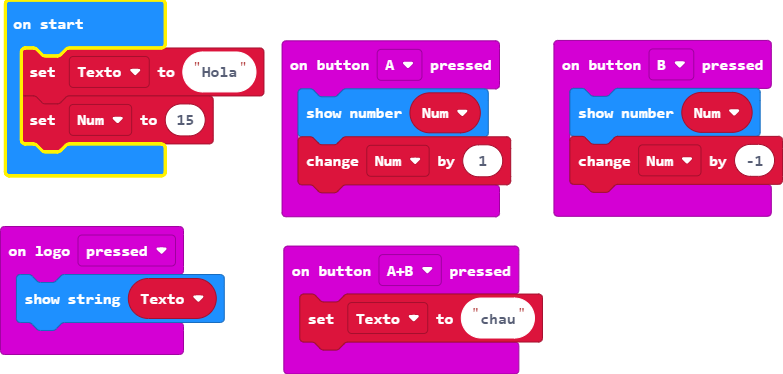 on start
set Texto to "Hola"
set Num to 15
on button A pressed
show number Num
change Num by 1
on button B pressed
show number Num
change Num by -1
on logo pressed
show string Texto
on button A+B pressed
set Texto to "chau"